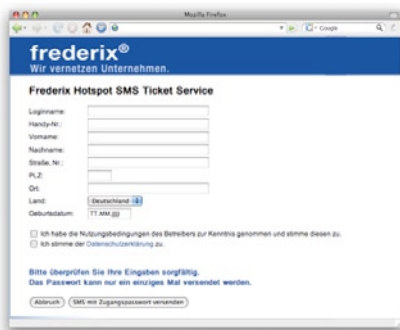 Mozilla Firefox
Google
frederix®
Wir vernetzen Unternehmen.
Frederix Hotspot SMS Ticket Service
Loginname:
Handy-Nr.:
Vorname:
Nachname:
Straße, Nr.:
PLZ:
Ort:
Land: Deutschland
Geburtsdatum: TT.MM.JJJJ
Ich habe die Nutzungsbedingungen des Betreibers zur Kenntnis genommen und stimme diesen zu.
Ich stimme der Datenschutzerklärung zu.
Bitte überprüfen Sie Ihre Eingaben sorgfältig.
Das Passwort kann nur ein einziges Mal versendet werden.
Abbruch SMS mit Zugangspasswort versenden